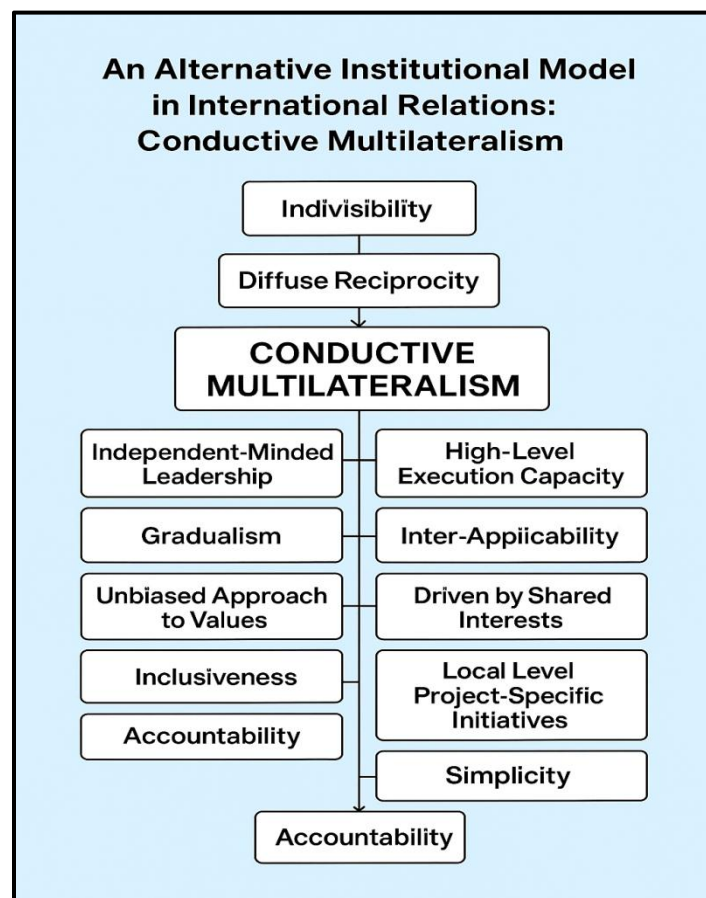 An Alternative Institutional Model
in International Relations:
Conductive Multilateralism
Indivisibility
Diffuse Reciprocity
CONDUCTIVE
MULTILATERALISM
Independent-Minded
Leadership
High-Level
Execution Capacity
Gradualism
Inter-Appiicability
Unbiased Approach
to Values
Driven by Shared
Interests
Inclusiveness
Local Level
Project-Specific
Initiatives
Accountability
Simplicity
Accountability